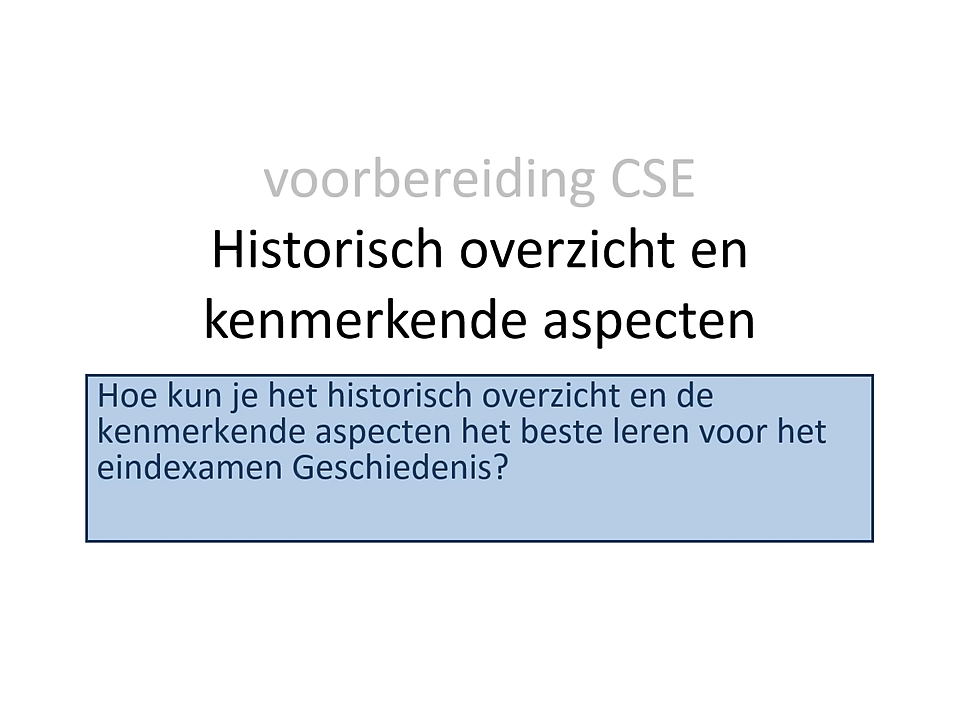 voorbereiding CSE
Historisch overzicht en
kenmerkende aspecten
Hoe kun je het historisch overzicht en de
kenmerkende aspecten het beste leren voor het
eindexamen Geschiedenis?